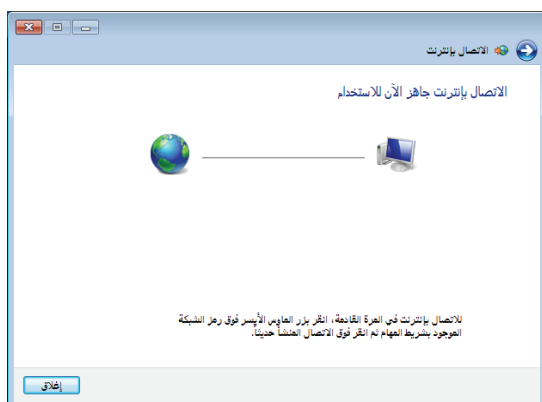 الاتصال بإنترنت
الاتصال بإنترنت جاهز الآن للاستخدام
للاتصال بإنترنت في المرة القادمة، انقر بزر الماوس الأيسر فوق رمز الشبكة
الموجود بشريط المهام ثم انقر فوق الاتصال المنشأ حديثاً.
إغلاق